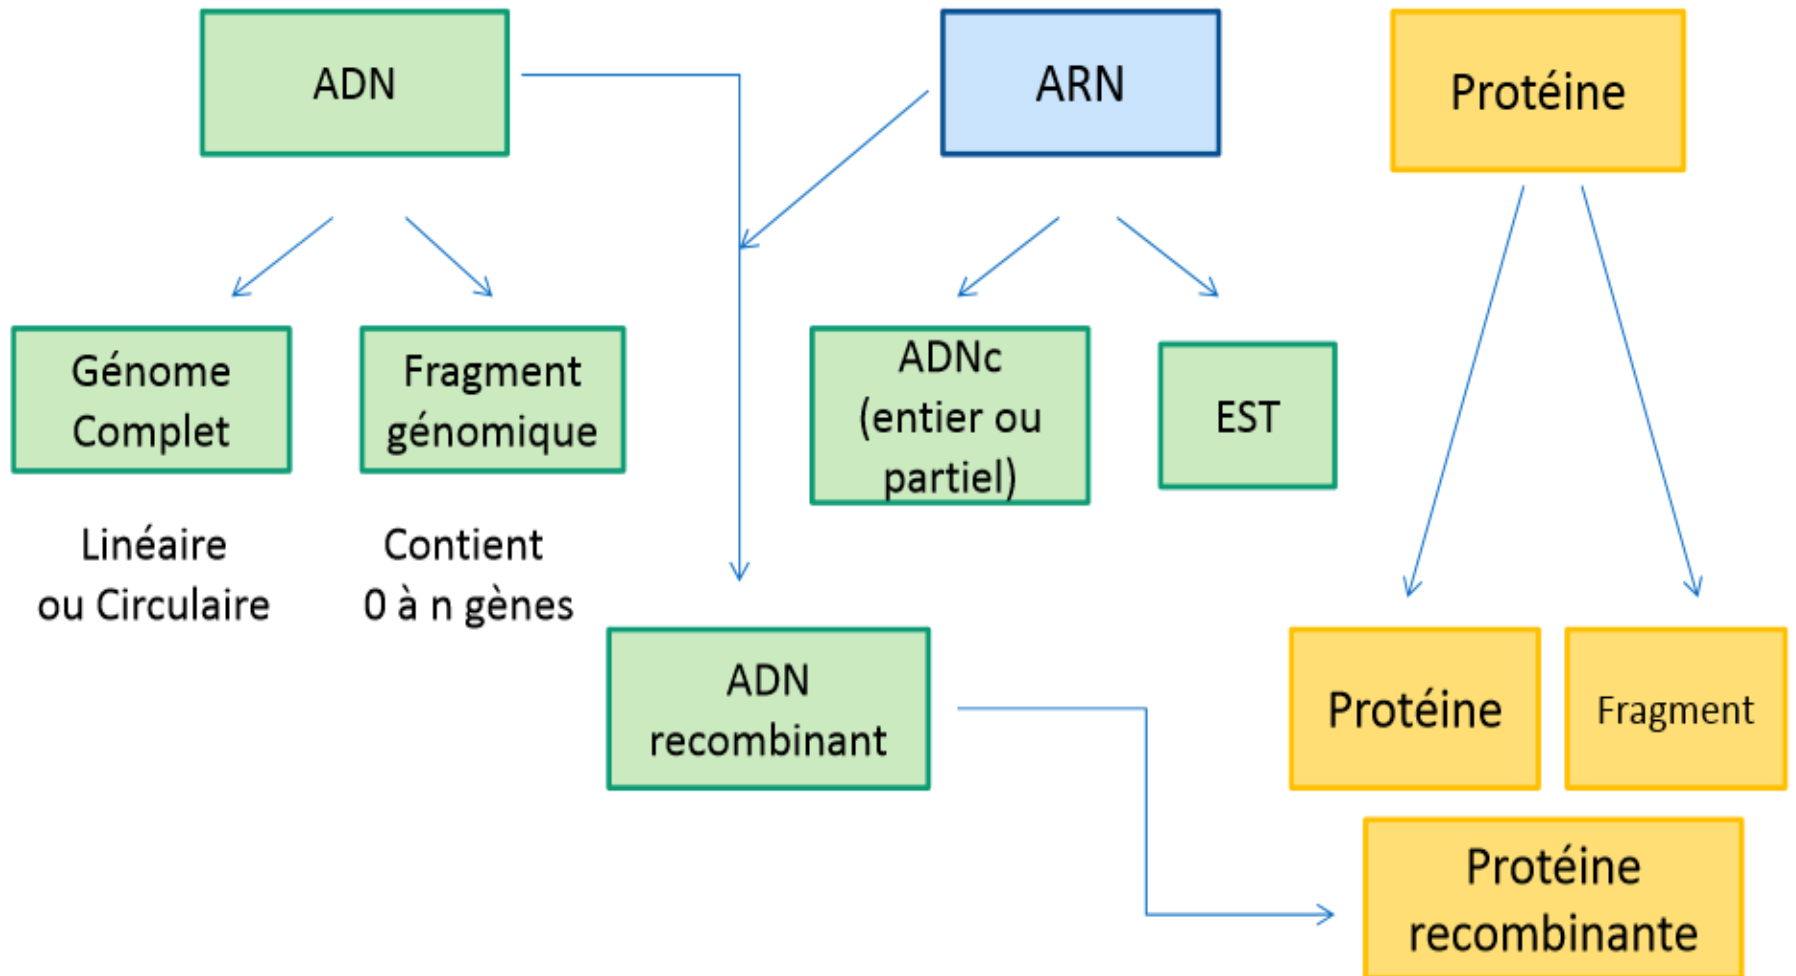 ADN
ARN
Protéine
Génome
Complet
Fragment
génomique
ADNc
(entier ou
partiel)
EST
Linéaire
ou Circulaire
Contient
0 à n gènes
ADN
recombinant
Protéine
Fragment
Protéine
recombinante